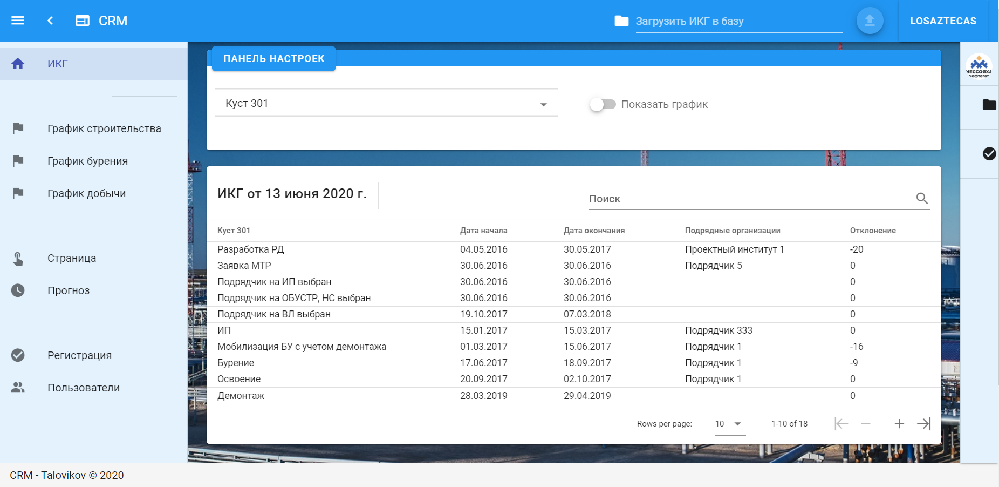 CRM
Загрузить ИКГ в базу
LOSAZTECAS
ИКГ
График строительства
График бурения
График добычи
Страница
Прогноз
Регистрация
Пользователи
ПАНЕЛЬ НАСТРОЕК
Куст 301
Показать график
МЕССОЯХА
Нефтегаз
ИКГ от 13 июня 2020 г.
Поиск
Куст 301 Дата начала Дата окончания Подрядные организации Отклонение
Разработка РД 04.05.2016 30.05.2017 Проектный институт 1 -20
Заявка МТР 30.06.2016 30.06.2016 Подрядчик 5 0
Подрядчик на ИП выбран 30.06.2016 30.06.2016 0
Подрядчик на ОБУСТР, НС выбран 30.06.2016 30.06.2016 0
Подрядчик на ВЛ выбран 19.10.2017 07.03.2018 0
ИП 15.01.2017 15.03.2017 Подрядчик 333 0
Мобилизация БУ с учетом демонтажа 01.03.2017 15.06.2017 Подрядчик 1 -16
Бурение 17.06.2017 18.09.2017 Подрядчик 1 -9
Освоение 20.09.2017 02.10.2017 Подрядчик 1 0
Демонтаж 28.03.2019 29.04.2019 0
Rows per page: 10 1-10 of 18
CRM - Talovikov © 2020